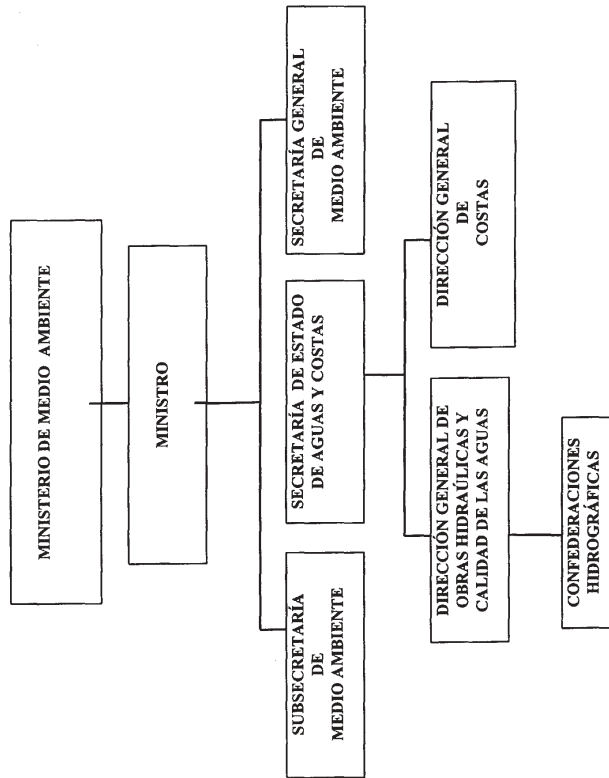 MINISTERIO DE MEDIO AMBIENTE
MINISTRO
SUBSECRETARÍA
DE
MEDIO AMBIENTE
SECRETARÍA DE ESTADO
DE AGUAS Y COSTAS
SECRETARÍA GENERAL
DE
MEDIO AMBIENTE
DIRECCIÓN GENERAL DE
OBRAS HIDRAÚLICAS Y
CALIDAD DE LAS AGUAS
DIRECCIÓN GENERAL
DE
COSTAS
CONFEDERACIONES
HIDROGRÁFICAS